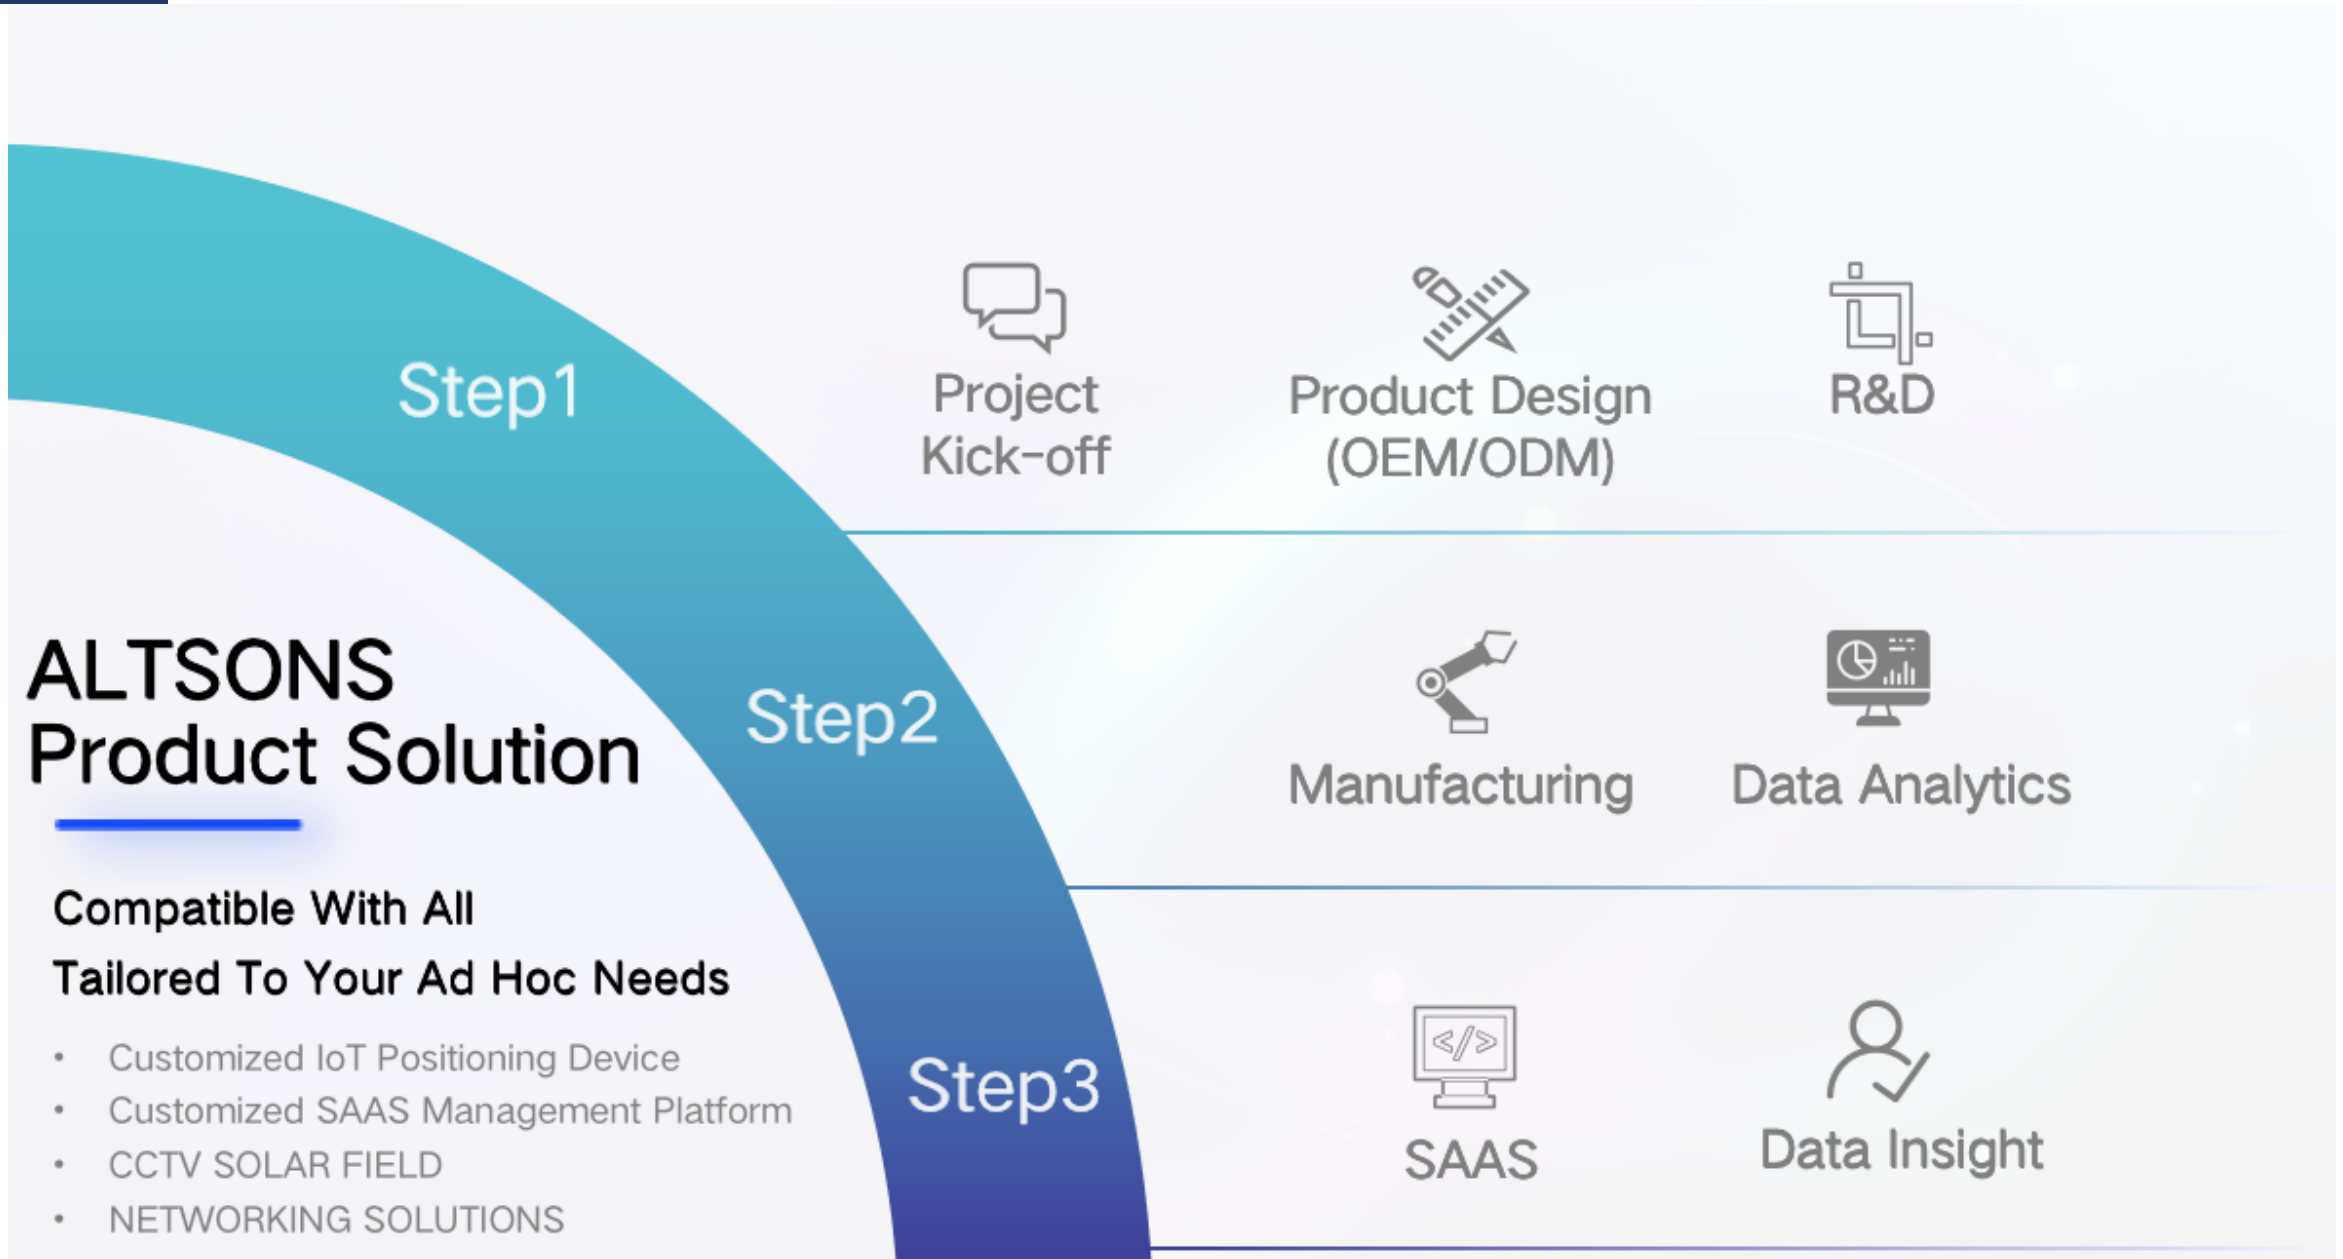 Step1
Project
Kick-off
Product Design
(OEM/ODM)
R&D
ALTSONS
Product Solution
Compatible With All
Tailored To Your Ad Hoc Needs
• Customized IoT Positioning Device
• Customized SAAS Management Platform
• CCTV SOLAR FIELD
• NETWORKING SOLUTIONS
Step2
Manufacturing
Data Analytics
Step3
</>
SAAS
Data Insight